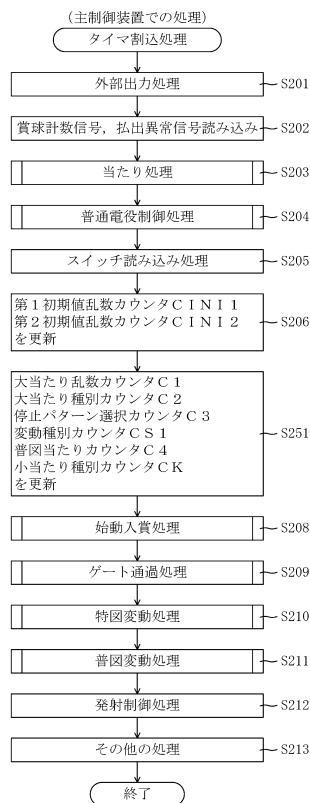 （主制御装置での処理）
タイマ割込処理
外部出力処理 S201
賞球計数信号，払出異常信号読み込み S202
当たり処理 S203
普通電役制御処理 S204
スイッチ読み込み処理 S205
第１初期値乱数カウンタＣＩＮＩ１
第２初期値乱数カウンタＣＩＮＩ２
を更新 S206
大当たり乱数カウンタＣ１
大当たり種別カウンタＣ２
停止パターン選択カウンタＣ３
変動種別カウンタＣＳ１
普図当たりカウンタＣ４
小当たり種別カウンタＣＫ
を更新 S251
始動入賞処理 S208
ゲート通過処理 S209
特図変動処理 S210
普図変動処理 S211
発射制御処理 S212
その他の処理 S213
終了